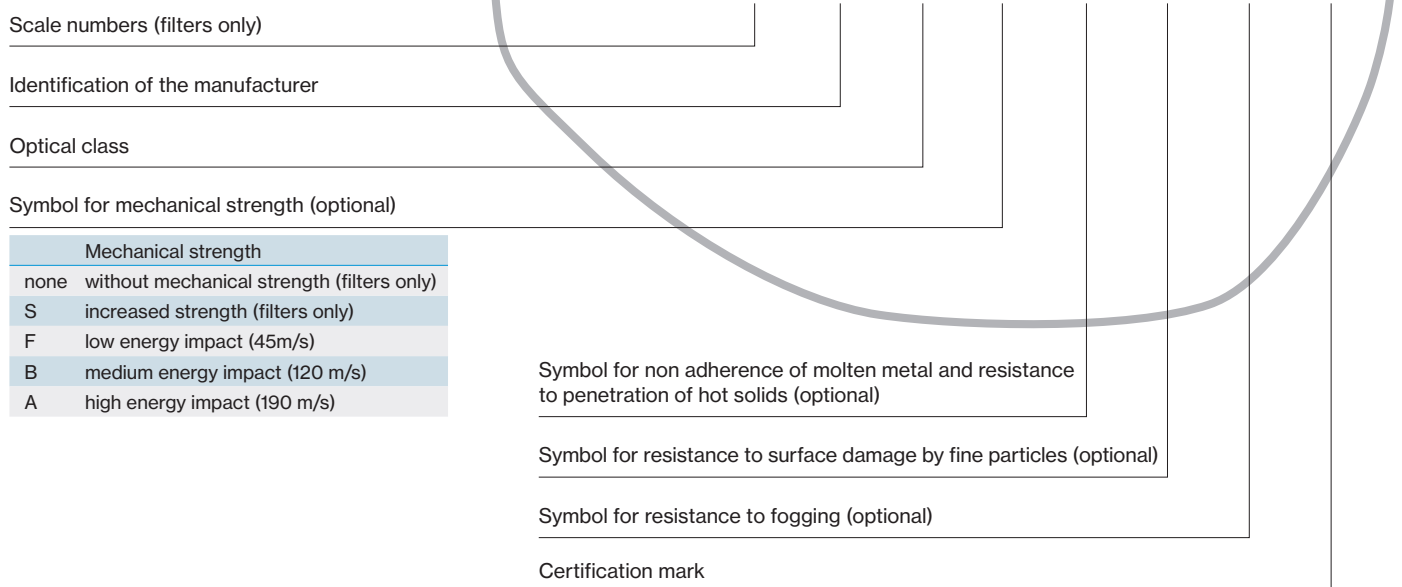 Scale numbers (filters only)
Identification of the manufacturer
Optical class
Symbol for mechanical strength (optional)
Mechanical strength
none without mechanical strength (filters only)
S increased strength (filters only)
F low energy impact (45m/s)
B medium energy impact (120 m/s)
A high energy impact (190 m/s)
Symbol for non adherence of molten metal and resistance
to penetration of hot solids (optional)
Symbol for resistance to surface damage by fine particles (optional)
Symbol for resistance to fogging (optional)
Certification mark